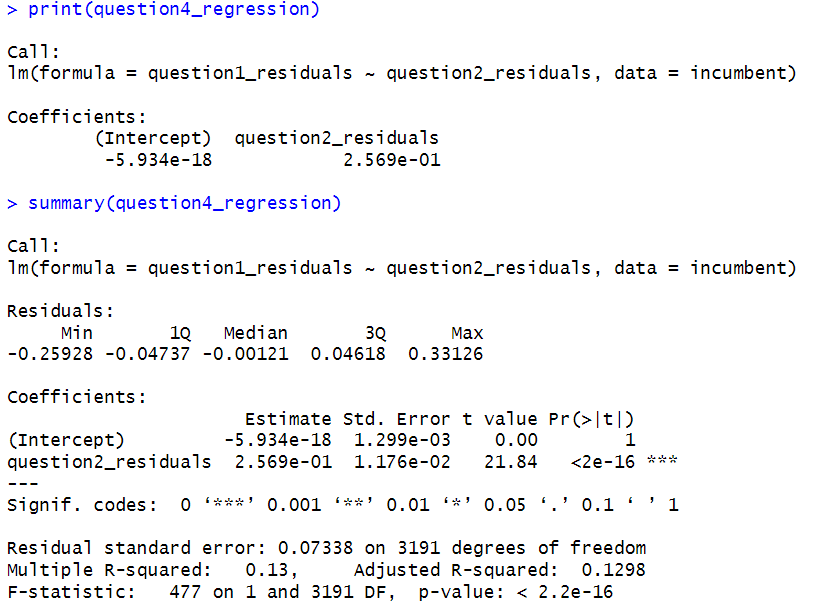 > print(question4_regression)
Call:
lm(formula = question1_residuals ~ question2_residuals, data = incumbent)
Coefficients:
(Intercept) question2_residuals
-5.934e-18 2.569e-01
> summary(question4_regression)
Call:
lm(formula = question1_residuals ~ question2_residuals, data = incumbent)
Residuals:
Min 1Q Median 3Q Max
-0.25928 -0.04737 -0.00121 0.04618 0.33126
Coefficients:
Estimate Std. Error t value Pr(>|t|)
(Intercept) -5.934e-18 1.299e-03 0.00 1
question2_residuals 2.569e-01 1.176e-02 21.84 <2e-16 ***
---
Signif. codes: 0 ‘***’ 0.001 ‘**’ 0.01 ‘*’ 0.05 ‘.’ 0.1 ‘ ’ 1
Residual standard error: 0.07338 on 3191 degrees of freedom
Multiple R-squared: 0.13, Adjusted R-squared: 0.1298
F-statistic: 477 on 1 and 3191 DF, p-value: < 2.2e-16